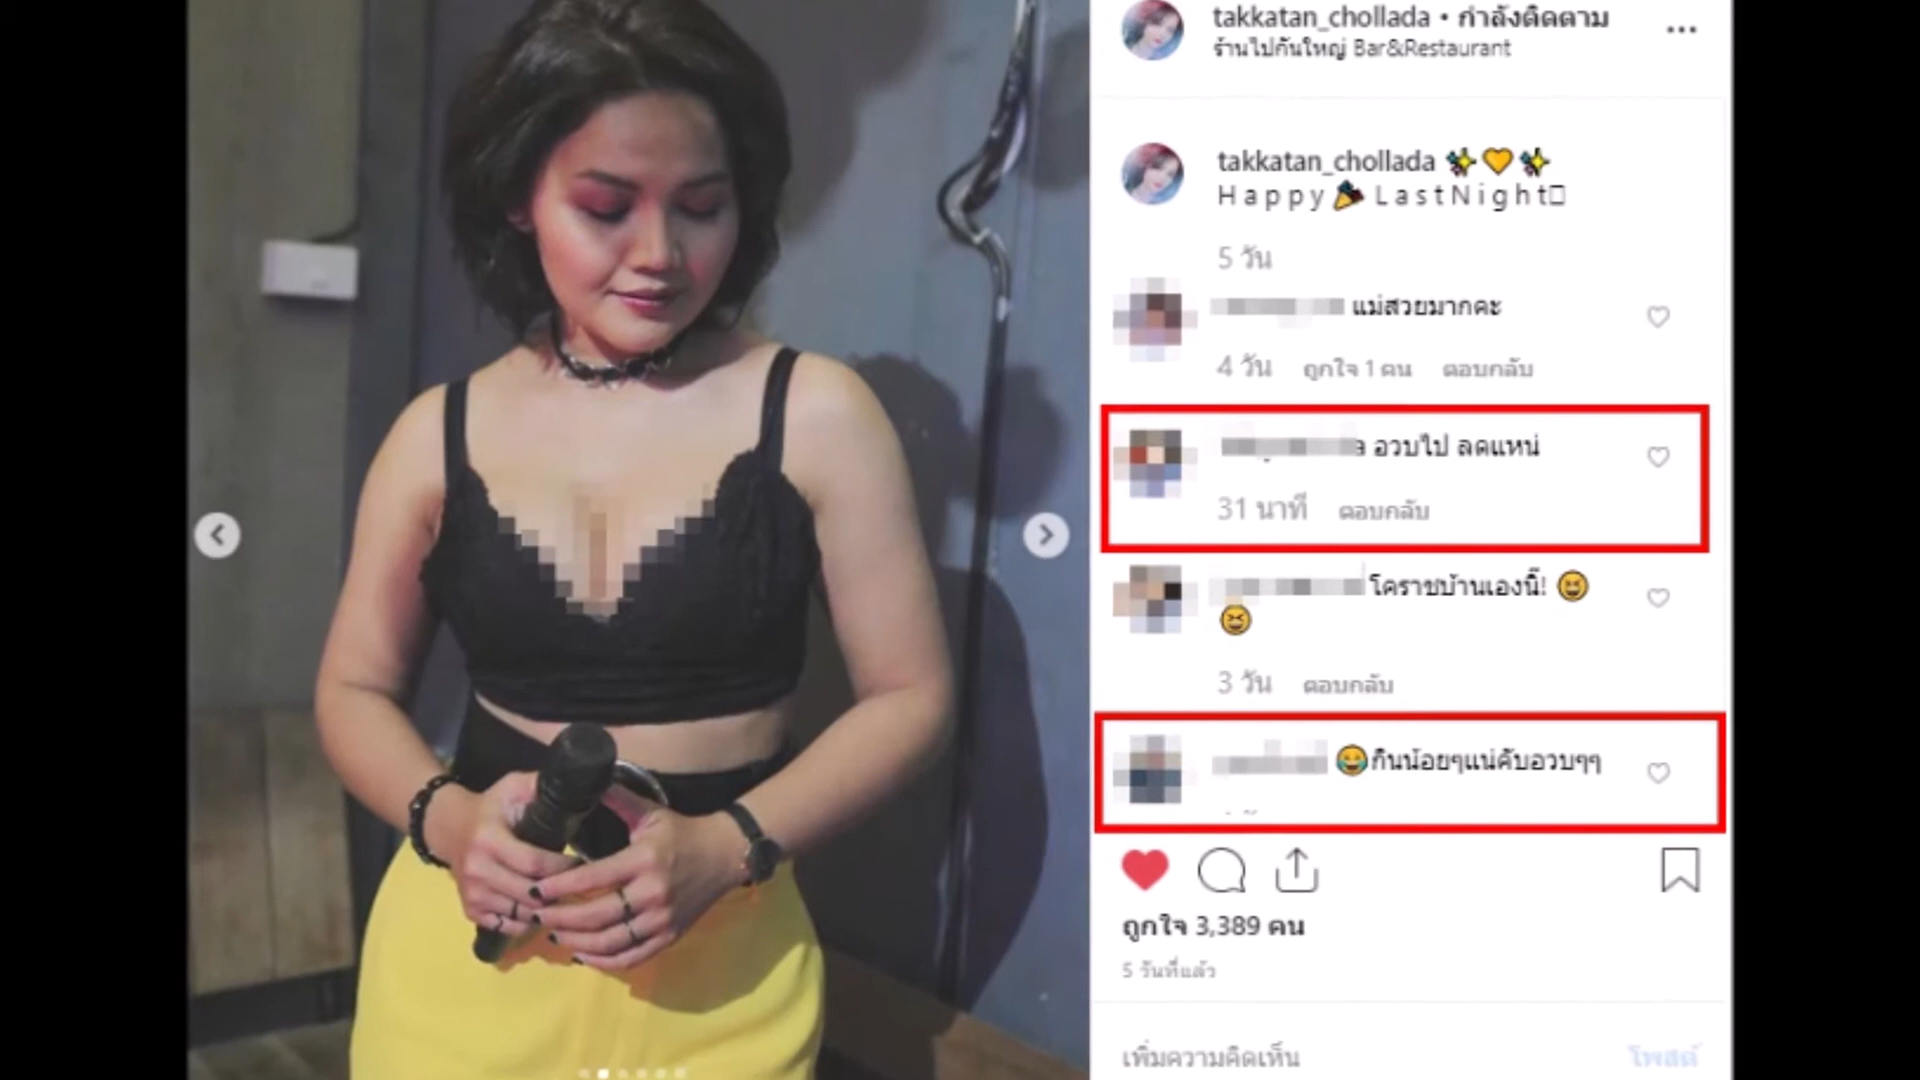 takkatan_chollada • กำลังติดตาม
ร้านไปกันใหญ่ Bar&Restaurant
takkatan_chollada ✨💛✨
H a p p y 🎉 L a s t N i g h t
5 วัน
แม่สวยมากคะ
4 วัน ถูกใจ 1 คน ตอบกลับ
อวบไป ลดแหน่
31 นาที ตอบกลับ
โคราชบ้านเองนี๊! 😆
😆
3 วัน ตอบกลับ
😂กินน้อยๆแน่คับอวบๆๆ
ถูกใจ 3,389 คน
5 วันที่แล้ว
เพิ่มความคิดเห็น โพสต์